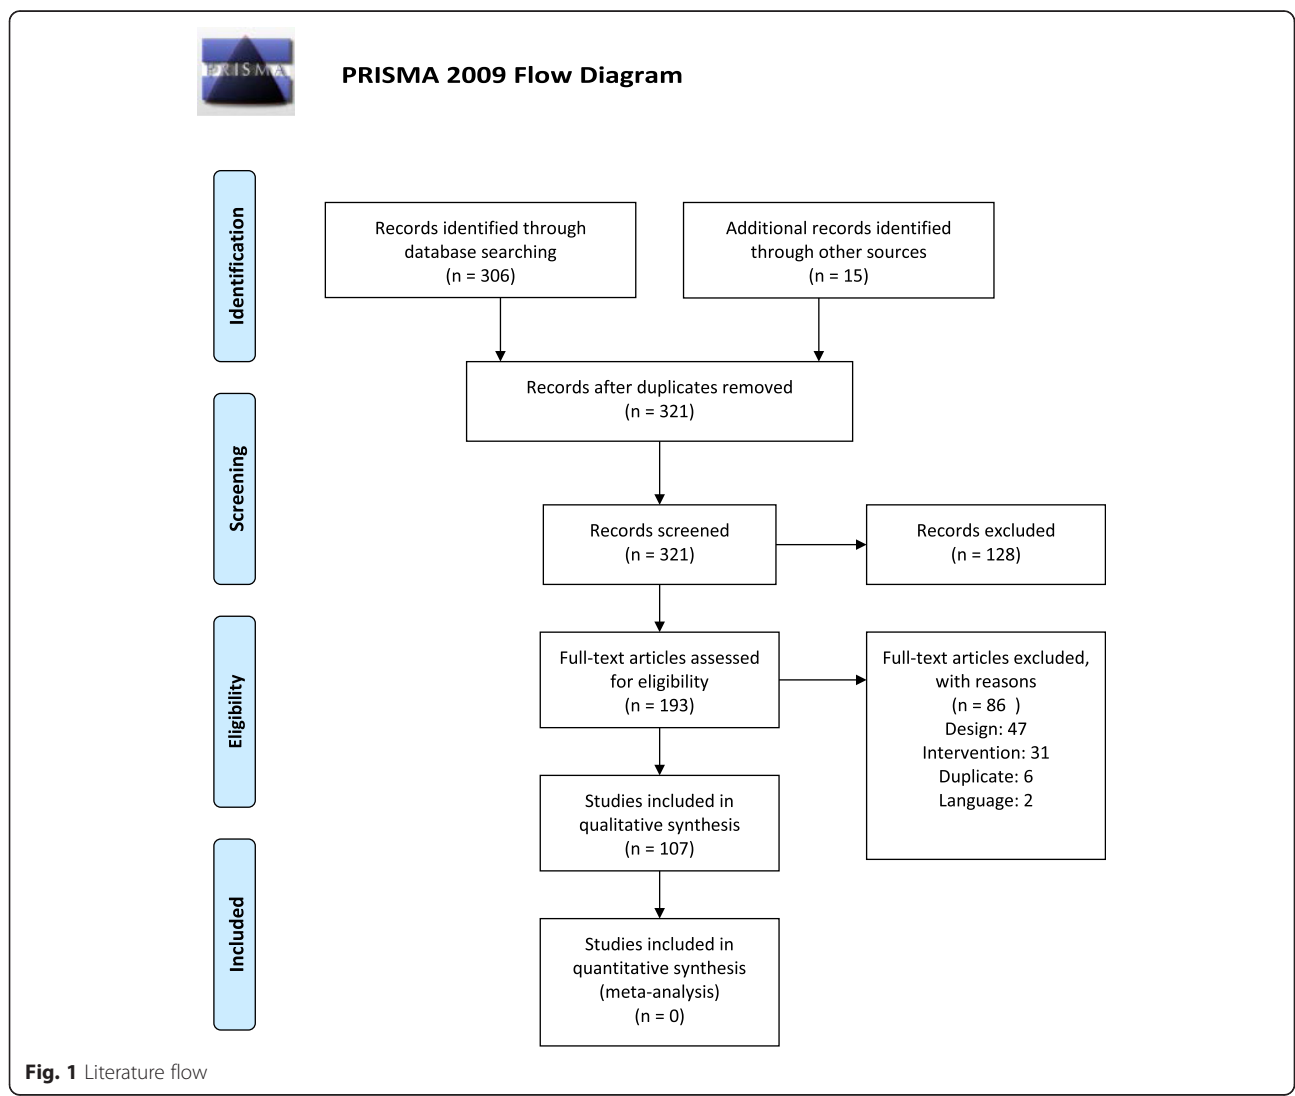 PRISMA
PRISMA 2009 Flow Diagram
Identification
Records identified through
database searching
(n = 306)
Additional records identified
through other sources
(n = 15)
Records after duplicates removed
(n = 321)
Screening
Records screened
(n = 321)
Records excluded
(n = 128)
Eligibility
Full-text articles assessed
for eligibility
(n = 193)
Full-text articles excluded,
with reasons
(n = 86  )
Design: 47
Intervention: 31
Duplicate: 6
Language: 2
Studies included in
qualitative synthesis
(n = 107)
Included
Studies included in
quantitative synthesis
(meta-analysis)
(n = 0)
Fig. 1 Literature flow